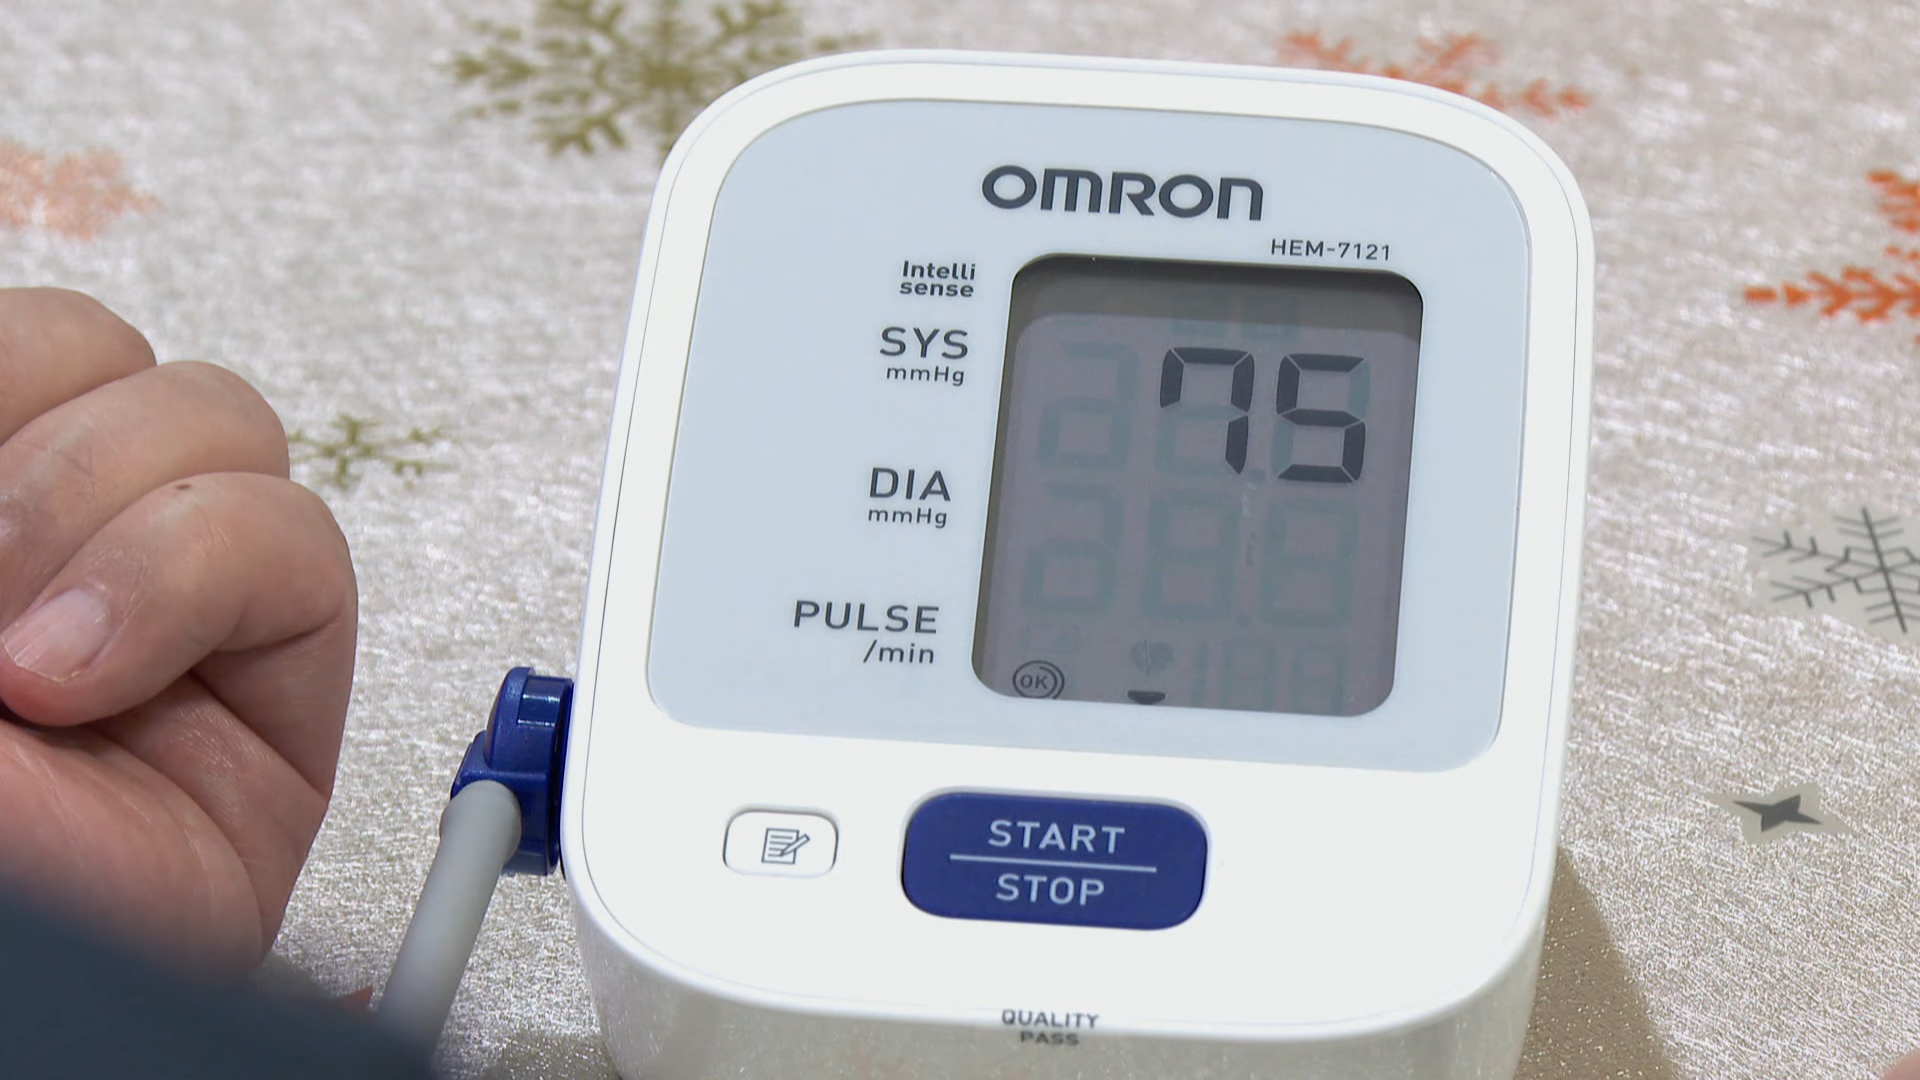 OMRON
HEM-7121
Intelli
sense
SYS
mmHg
75
DIA
mmHg
PULSE
/min
OK
START
STOP
QUALITY
PASS